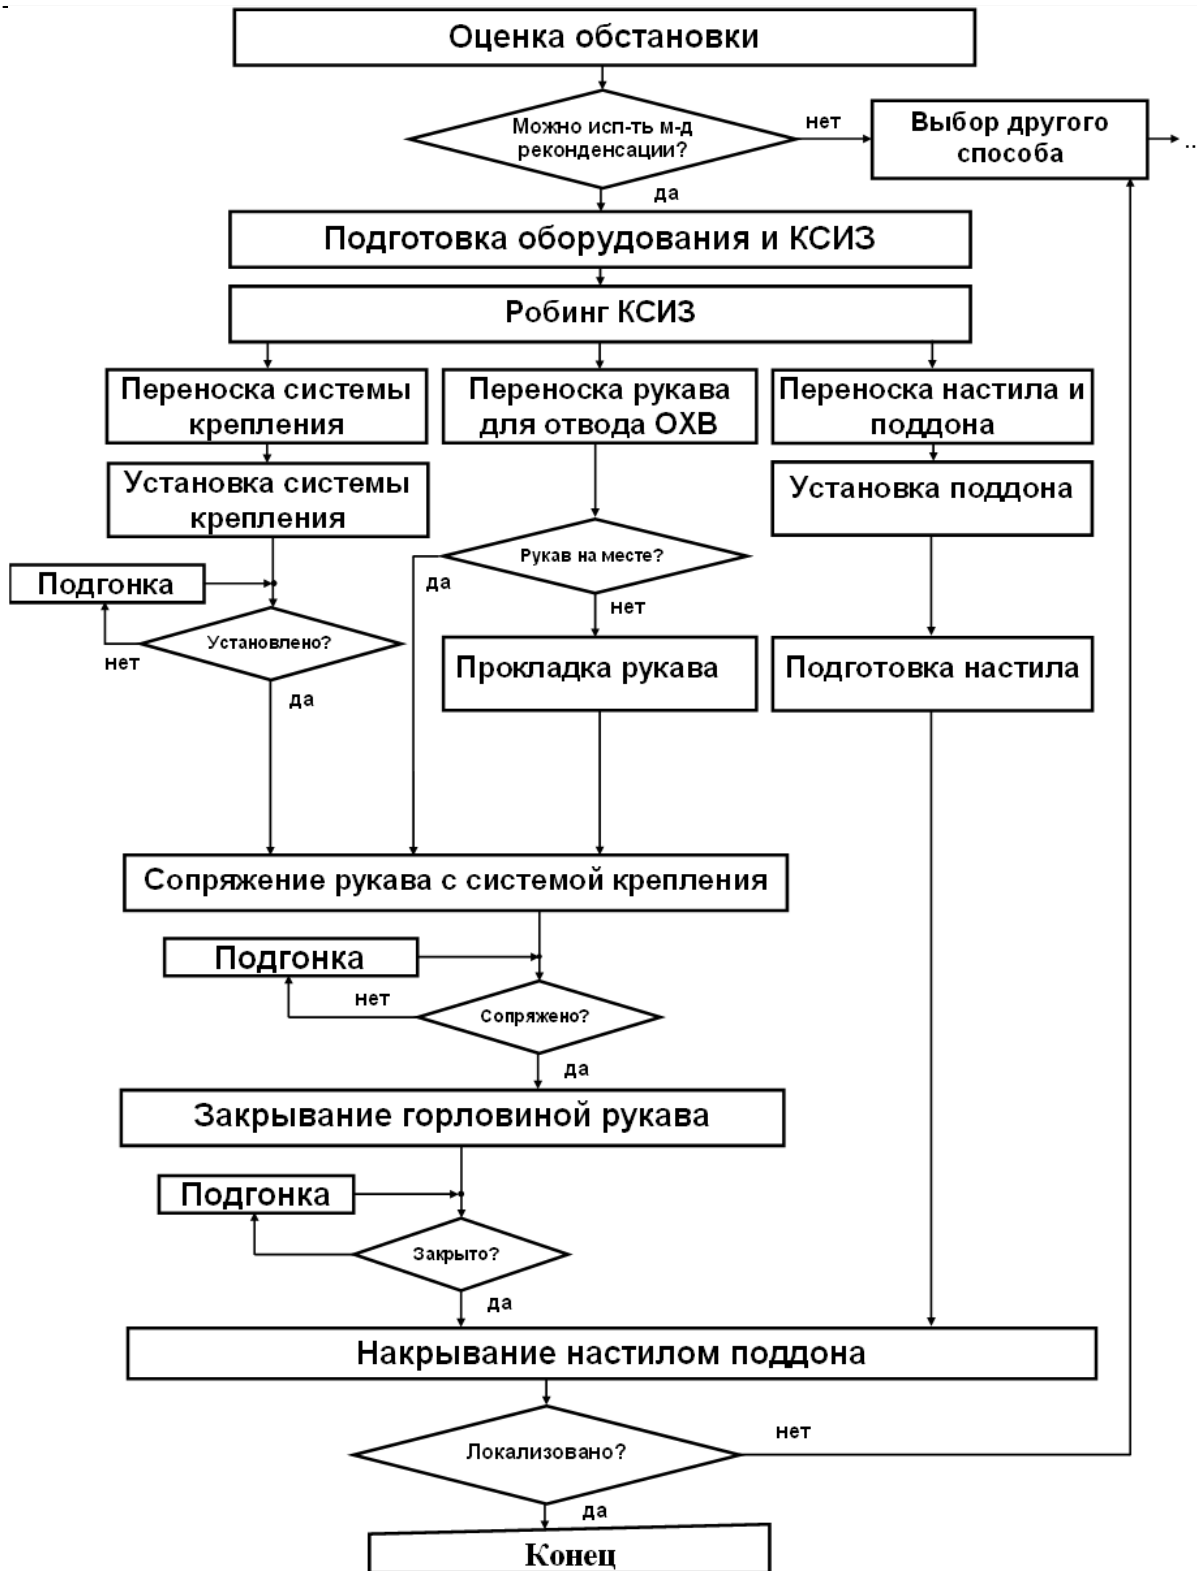 Оценка обстановки
Можно исп-ть м-д
реконденсации?
нет
Выбор другого
способа
..
да
Подготовка оборудования и КСИЗ
Робинг КСИЗ
Переноска системы
крепления
Переноска рукава
для отвода ОХВ
Переноска настила и
поддона
Установка системы
крепления
Установка поддона
Рукав на месте?
да
нет
Подгонка
Установлено?
нет
да
Прокладка рукава
Подготовка настила
Сопряжение рукава с системой крепления
Подгонка
нет
Сопряжено?
да
Закрывание горловиной рукава
Подгонка
Закрыто?
да
Накрывание настилом поддона
Локализовано?
нет
да
Конец